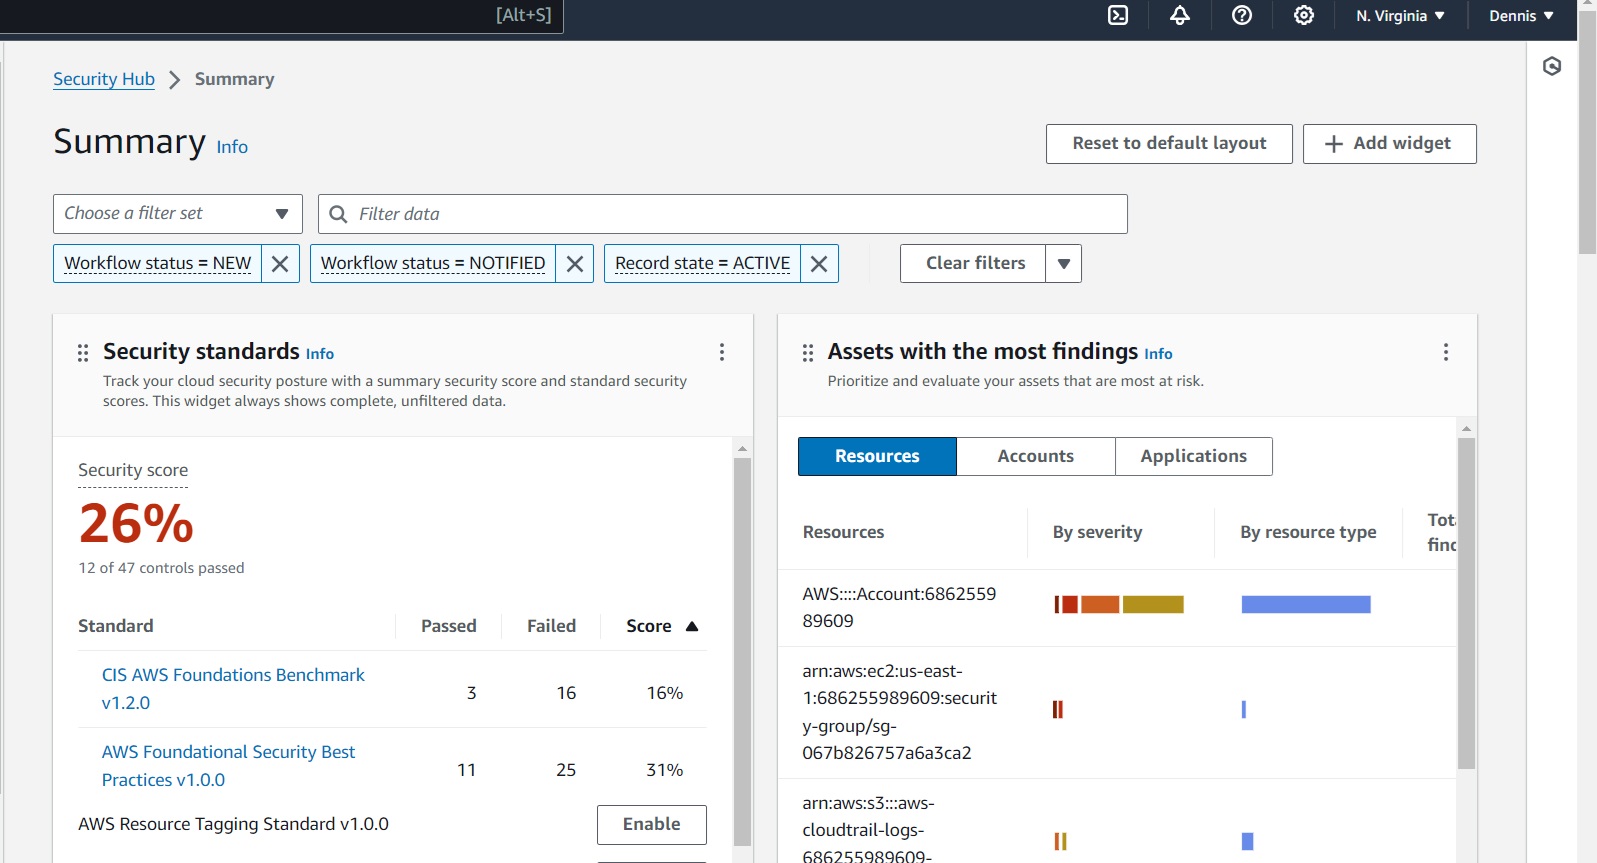 [Alt+S]
N. Virginia
Dennis
Security Hub
Summary
Summary Info
Reset to default layout
Add widget
Choose a filter set
Filter data
Workflow status = NEW
Workflow status = NOTIFIED
Record state = ACTIVE
Clear filters
Security standards Info
Track your cloud security posture with a summary security score and standard security
scores. This widget always shows complete, unfiltered data.
Security score
26%
12 of 47 controls passed
Standard Passed Failed Score
CIS AWS Foundations Benchmark
v1.2.0
3 16 16%
AWS Foundational Security Best
Practices v1.0.0
11 25 31%
AWS Resource Tagging Standard v1.0.0
Enable
Assets with the most findings Info
Prioritize and evaluate your assets that are most at risk.
Resources Accounts Applications
Resources By severity By resource type
AWS::::Account:6862559
89609
arn:aws:ec2:us-east-
1:686255989609:securit
y-group/sg-
067b826757a6a3ca2
arn:aws:s3:::aws-
cloudtrail-logs-
686255989609-